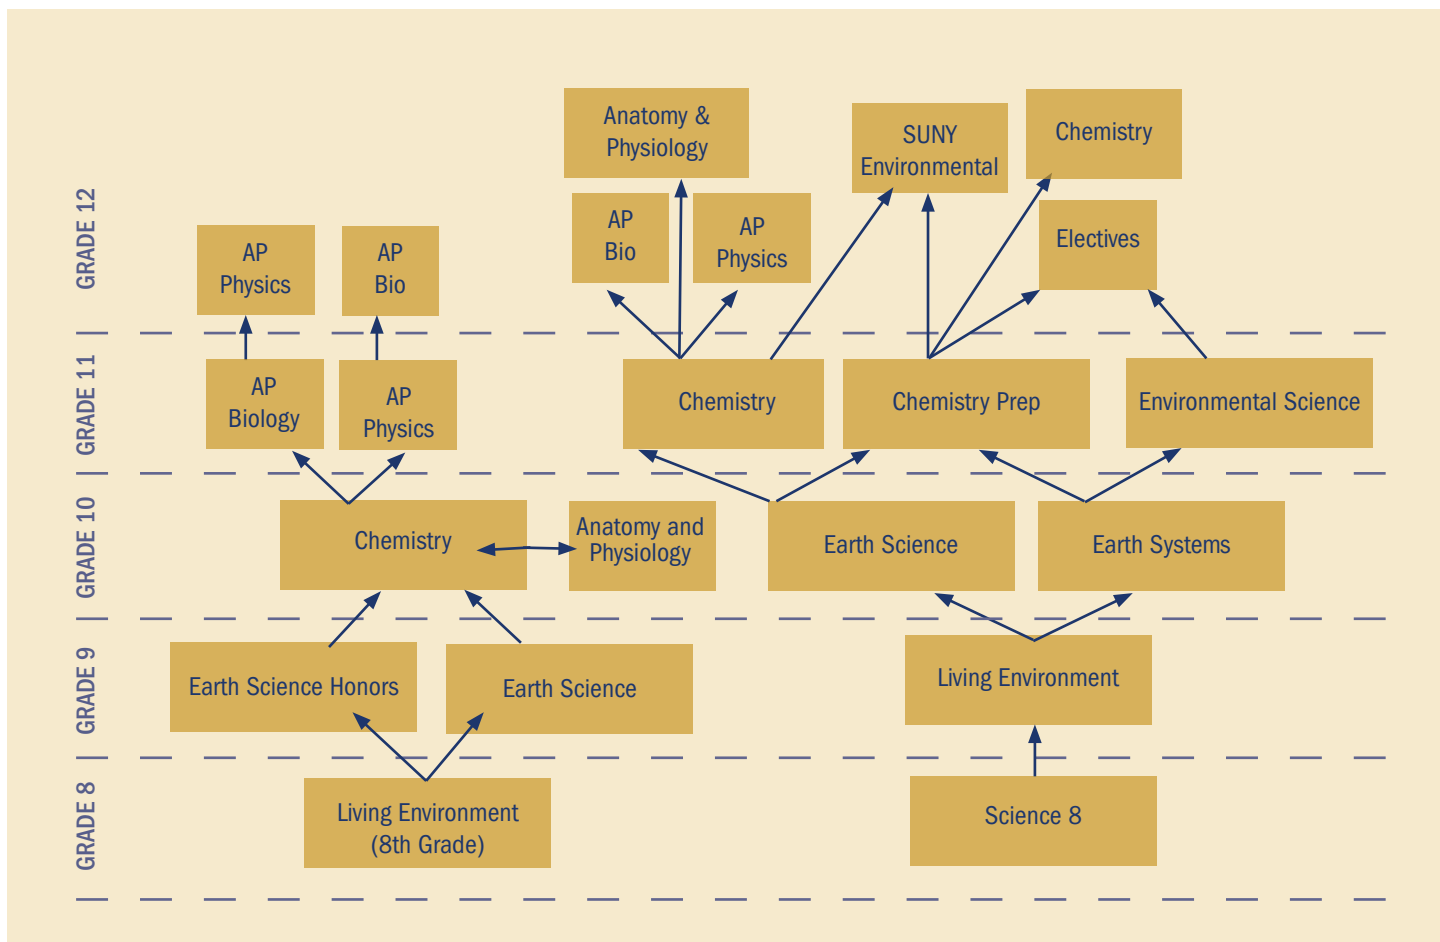 GRADE 12
Anatomy &
Physiology
SUNY
Environmental
Chemistry
AP
Bio
AP
Physics
Electives
AP
Physics
AP
Bio
GRADE 11
AP
Biology
AP
Physics
Chemistry
Chemistry Prep
Environmental Science
GRADE 10
Chemistry
Anatomy and
Physiology
Earth Science
Earth Systems
GRADE 9
Earth Science Honors
Earth Science
Living Environment
GRADE 8
Living Environment
(8th Grade)
Science 8